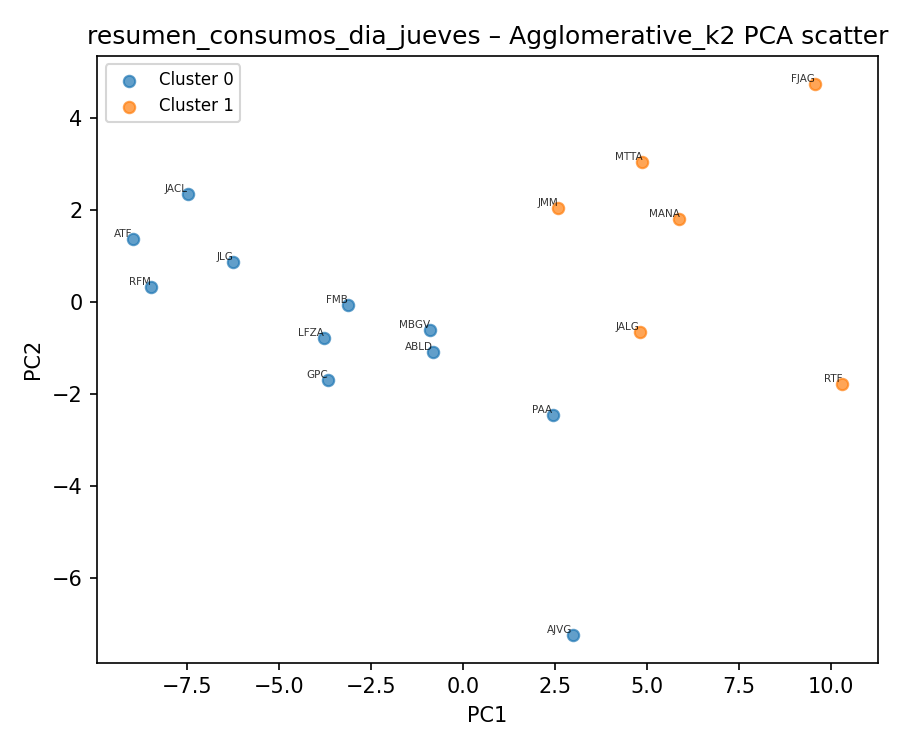 resumen_consumos_dia_jueves – Agglomerative_k2 PCA scatter
Cluster 0
Cluster 1
FJAG
MTTA
JACL
JMM
MANA
ATF
JLG
RFM
FMB
MBGV
LFZA
JALG
ABLD
GPC
RTF
PAA
AJVG
4
2
0
−2
−4
−6
PC2
−7.5
−5.0
−2.5
0.0
2.5
5.0
7.5
10.0
PC1